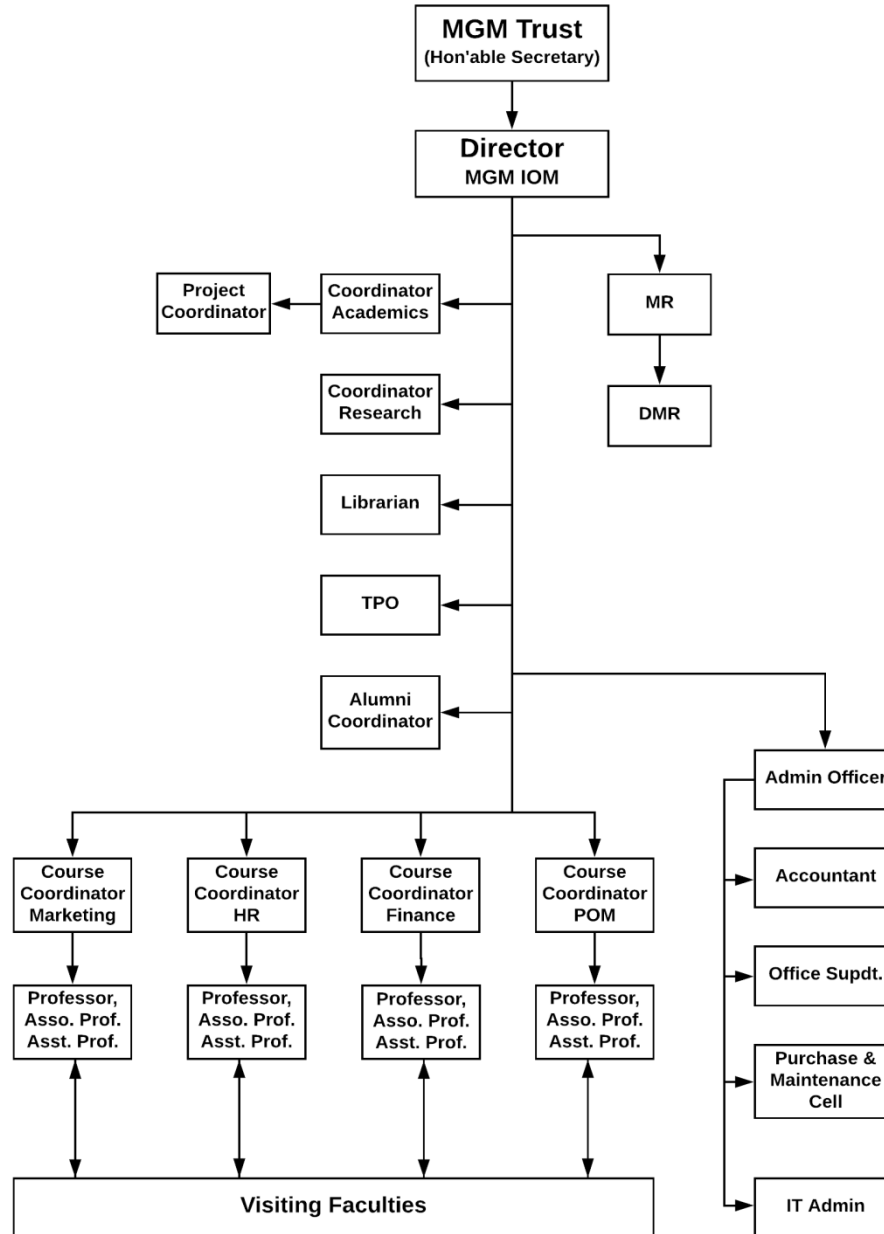 MGM Trust
(Hon'able Secretary)
Director
MGM IOM
Project
Coordinator
Coordinator
Academics
MR
Coordinator
Research
DMR
Librarian
TPO
Alumni
Coordinator
Admin Officer
Course
Coordinator
Marketing
Course
Coordinator
HR
Course
Coordinator
Finance
Course
Coordinator
POM
Accountant
Office Supdt.
Professor,
Asso. Prof.
Asst. Prof.
Professor,
Asso. Prof.
Asst. Prof.
Professor,
Asso. Prof.
Asst. Prof.
Professor,
Asso. Prof.
Asst. Prof.
Purchase &
Maintenance
Cell
Visiting Faculties
IT Admin